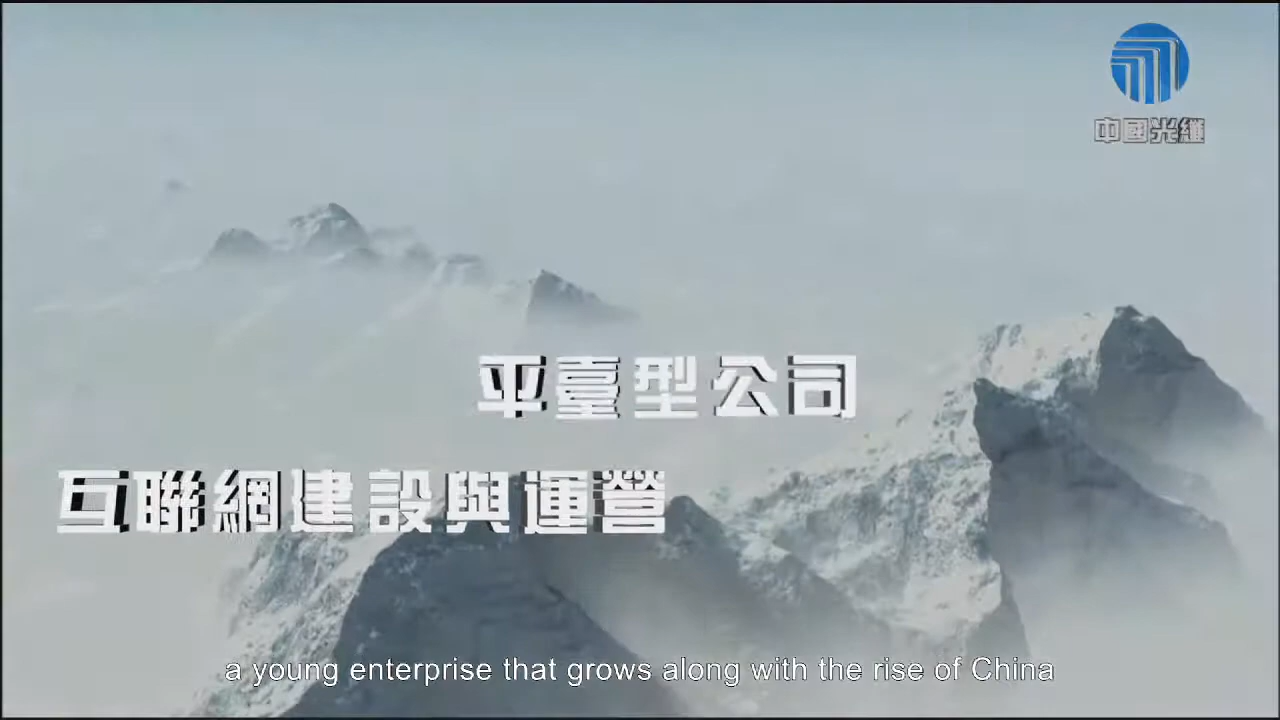 中國光纖
平臺型公司
互聯網建設與運營
a young enterprise that grows along with the rise of China